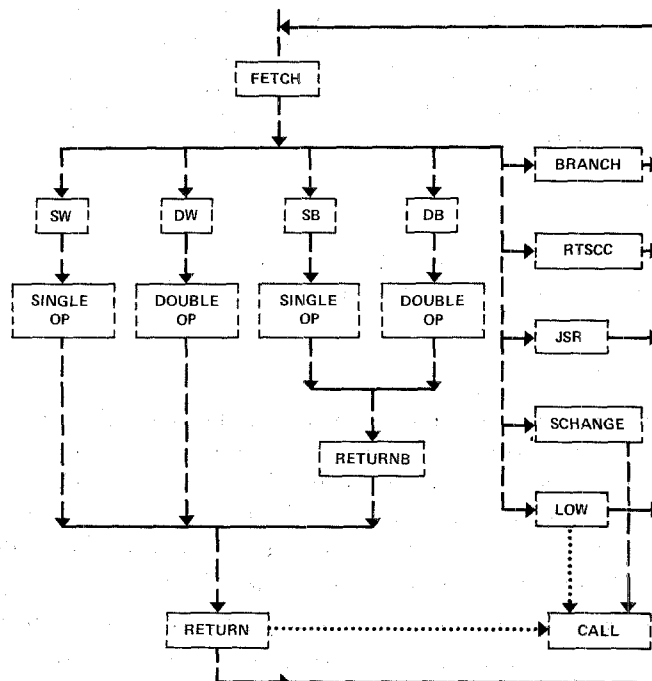 FETCH
BRANCH
SW
DW
SB
DB
RTSCC
SINGLE
OP
DOUBLE
OP
SINGLE
OP
DOUBLE
OP
JSR
SCHANGE
RETURNB
LOW
RETURN
CALL